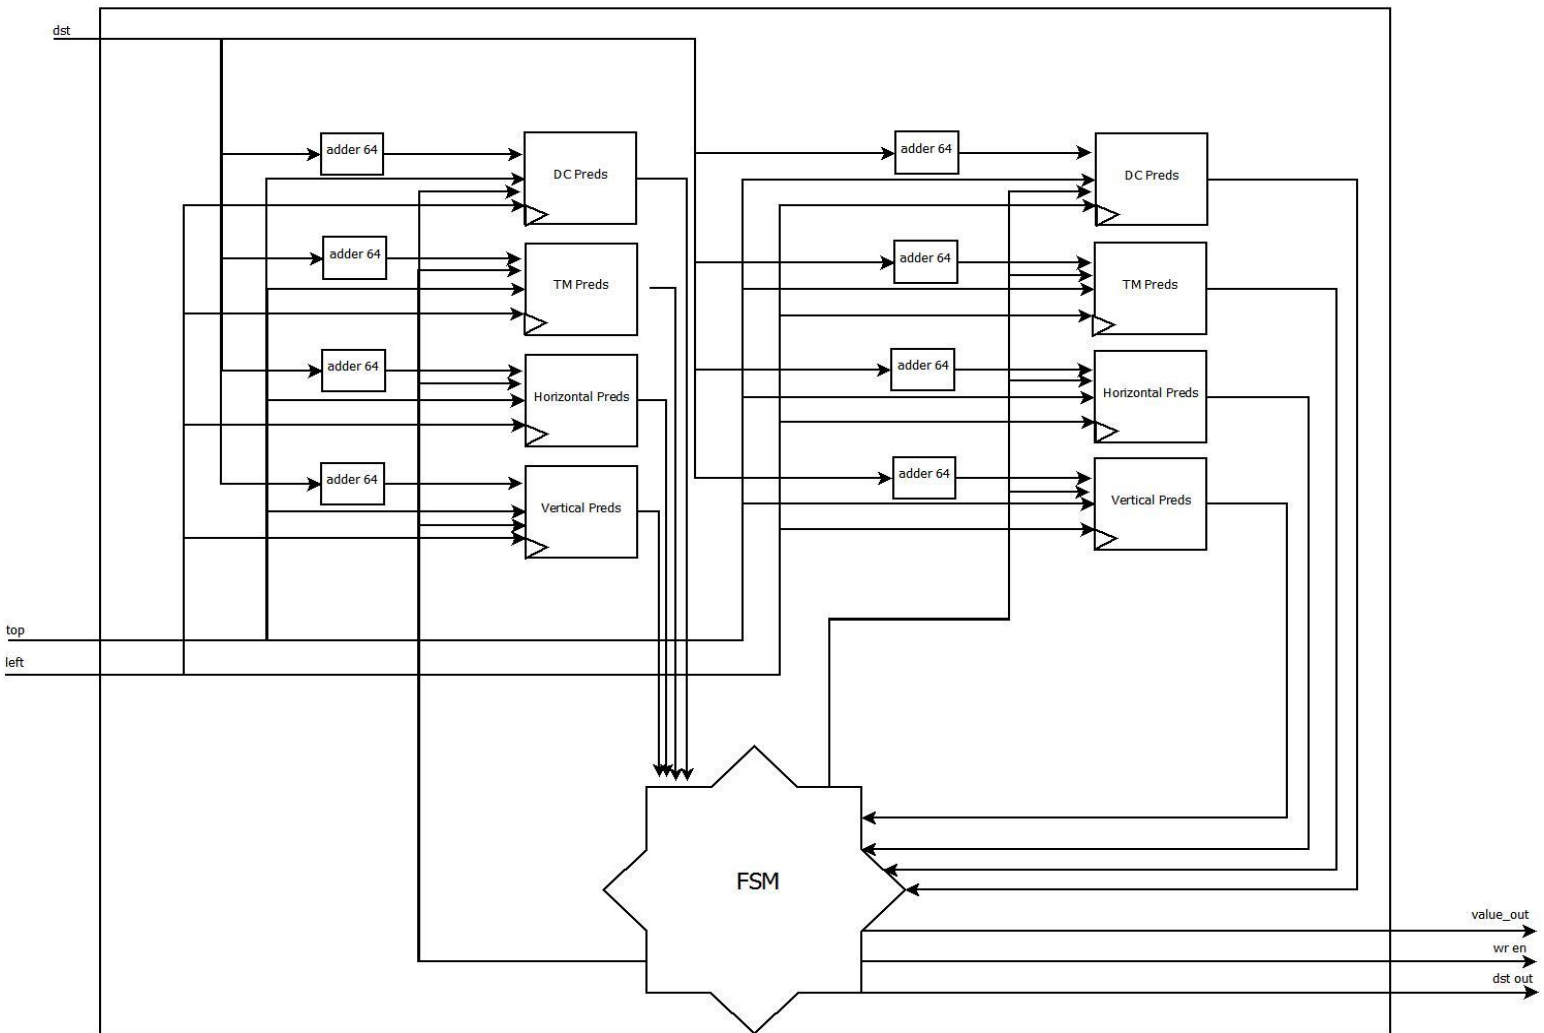 dst
adder 64
DC Preds
adder 64
DC Preds
adder 64
TM Preds
adder 64
TM Preds
adder 64
Horizontal Preds
adder 64
Horizontal Preds
adder 64
Vertical Preds
adder 64
Vertical Preds
top
left
FSM
value_out
wr en
dst out